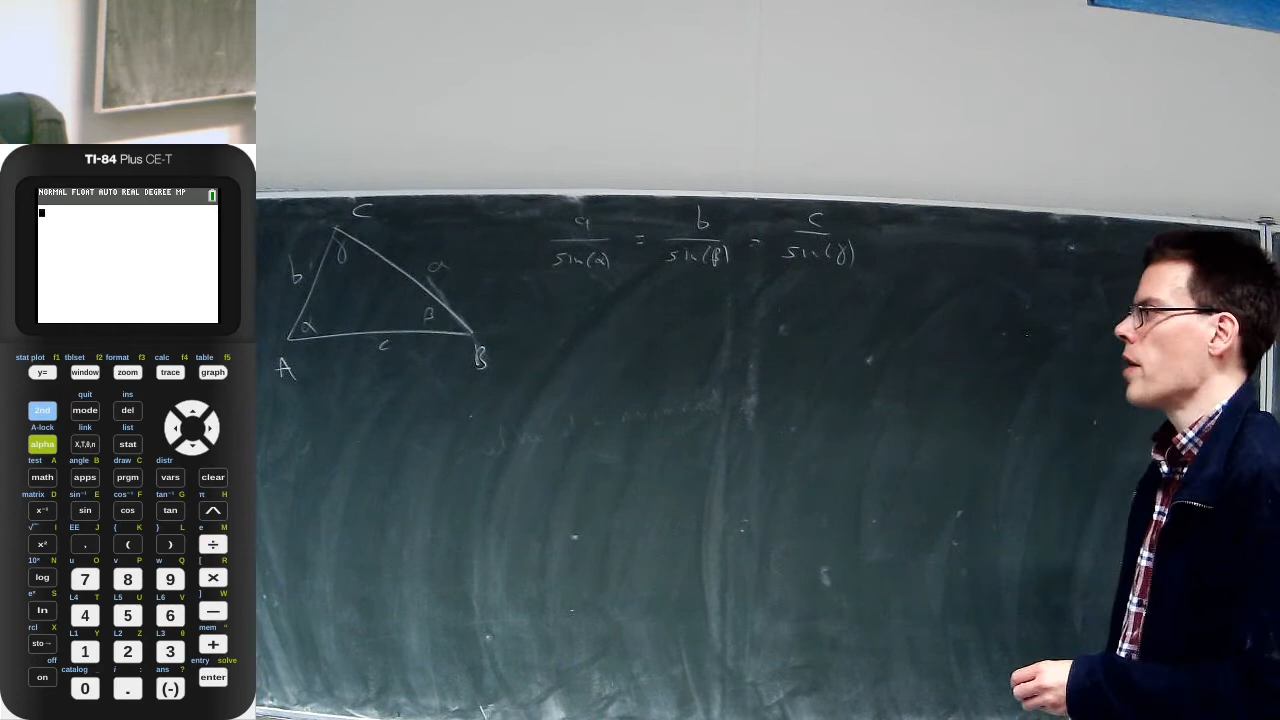 TI-84 Plus CE-T
NORMAL FLOAT AUTO REAL DEGREE MP
stat plot f1 tblset f2 format f3 calc f4 table f5
y= window zoom trace graph
quit ins
2nd mode del
A-lock link list
alpha X,T,θ,n stat
test A angle B draw C distr
math apps prgm vars clear
matrix D sin⁻¹ E cos⁻¹ F tan⁻¹ G π H
x⁻¹ sin cos tan ^
√ I EE J { K } L e M
x² , ( ) ÷
10ˣ N u O v P w Q [ R
log 7 8 9 ×
eˣ S L4 T L5 U L6 V ] W
ln 4 5 6 −
rcl X L1 Y L2 Z L3 θ mem "
sto→ 1 2 3 +
off catalog _ i : ans ? entry solve
on 0 . (-) enter
C
γ
b a
α β
c
A B
a/sin(α) = b/sin(β) = c/sin(γ)